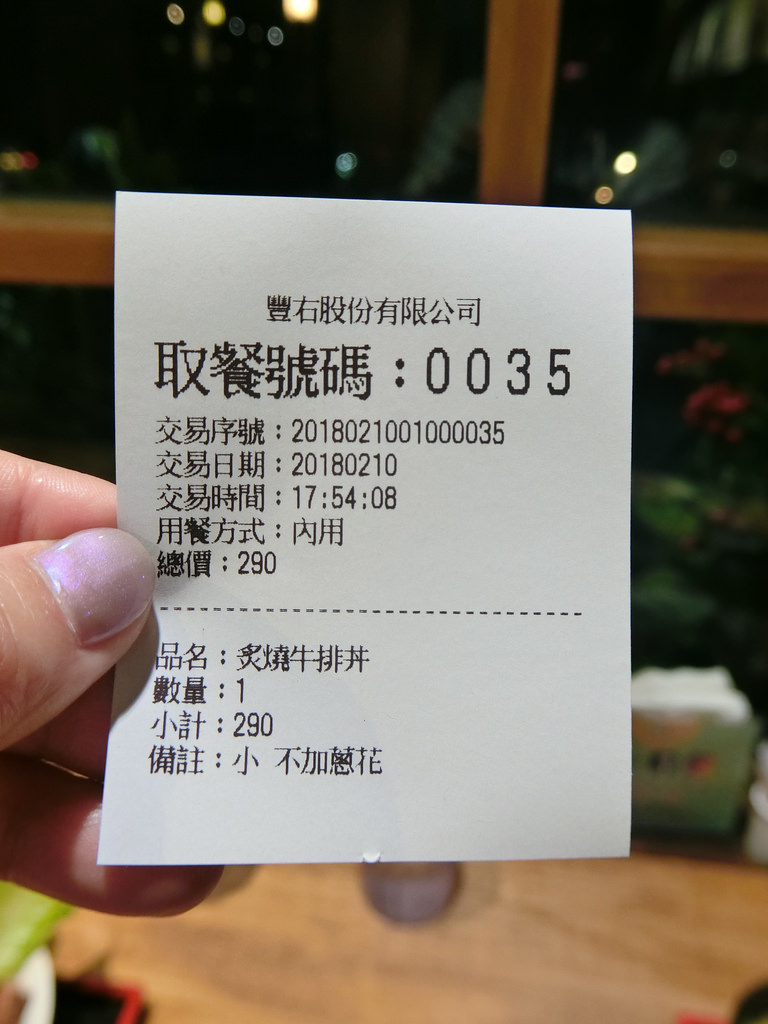 豐右股份有限公司
取餐號碼：0035
交易序號：2018021001000035
交易日期：20180210
交易時間：17:54:08
用餐方式：內用
總價：290
品名：炙燒牛排丼
數量：1
小計：290
備註：小 不加蔥花